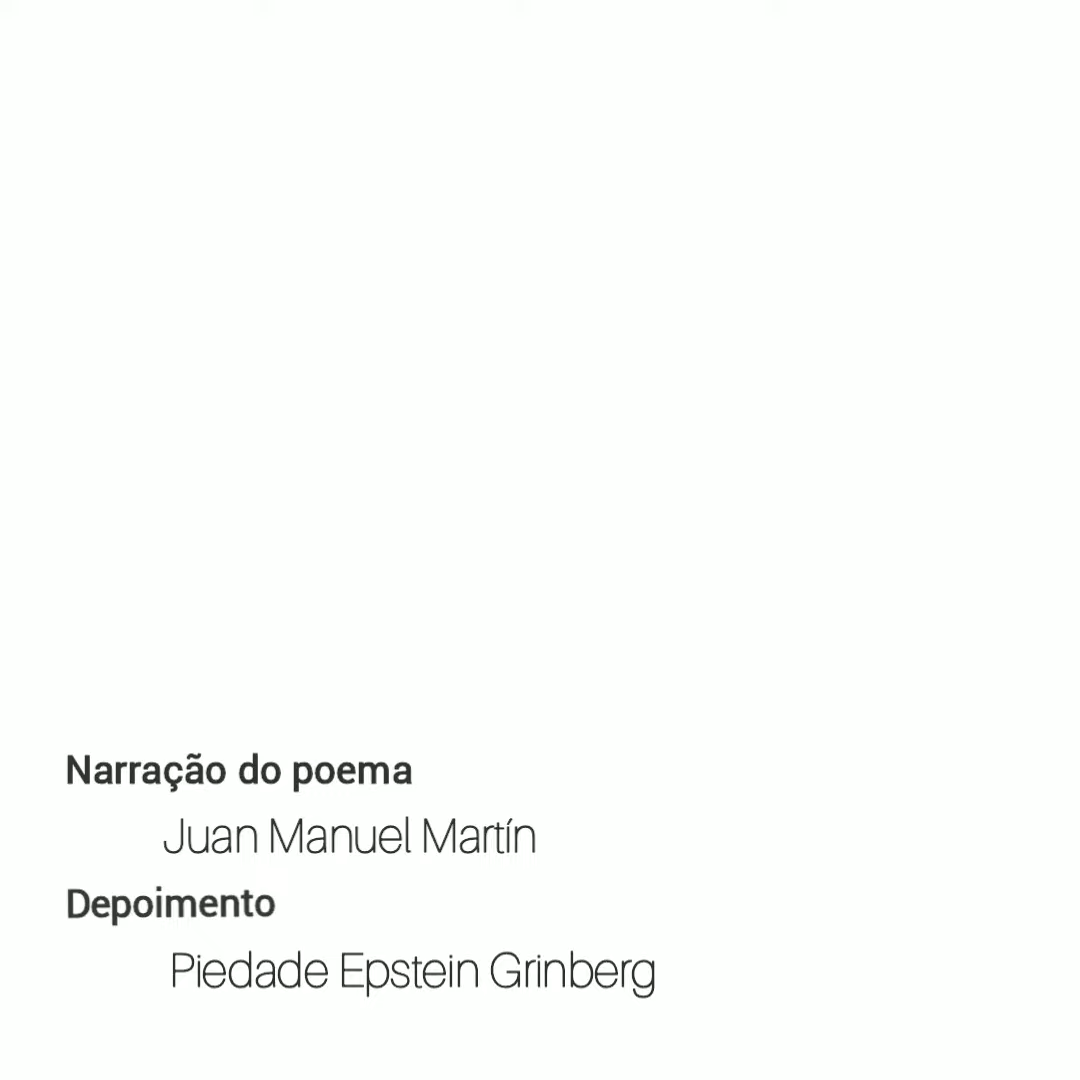 Narração do poema
Juan Manuel Martín
Depoimento
Piedade Epstein Grinberg